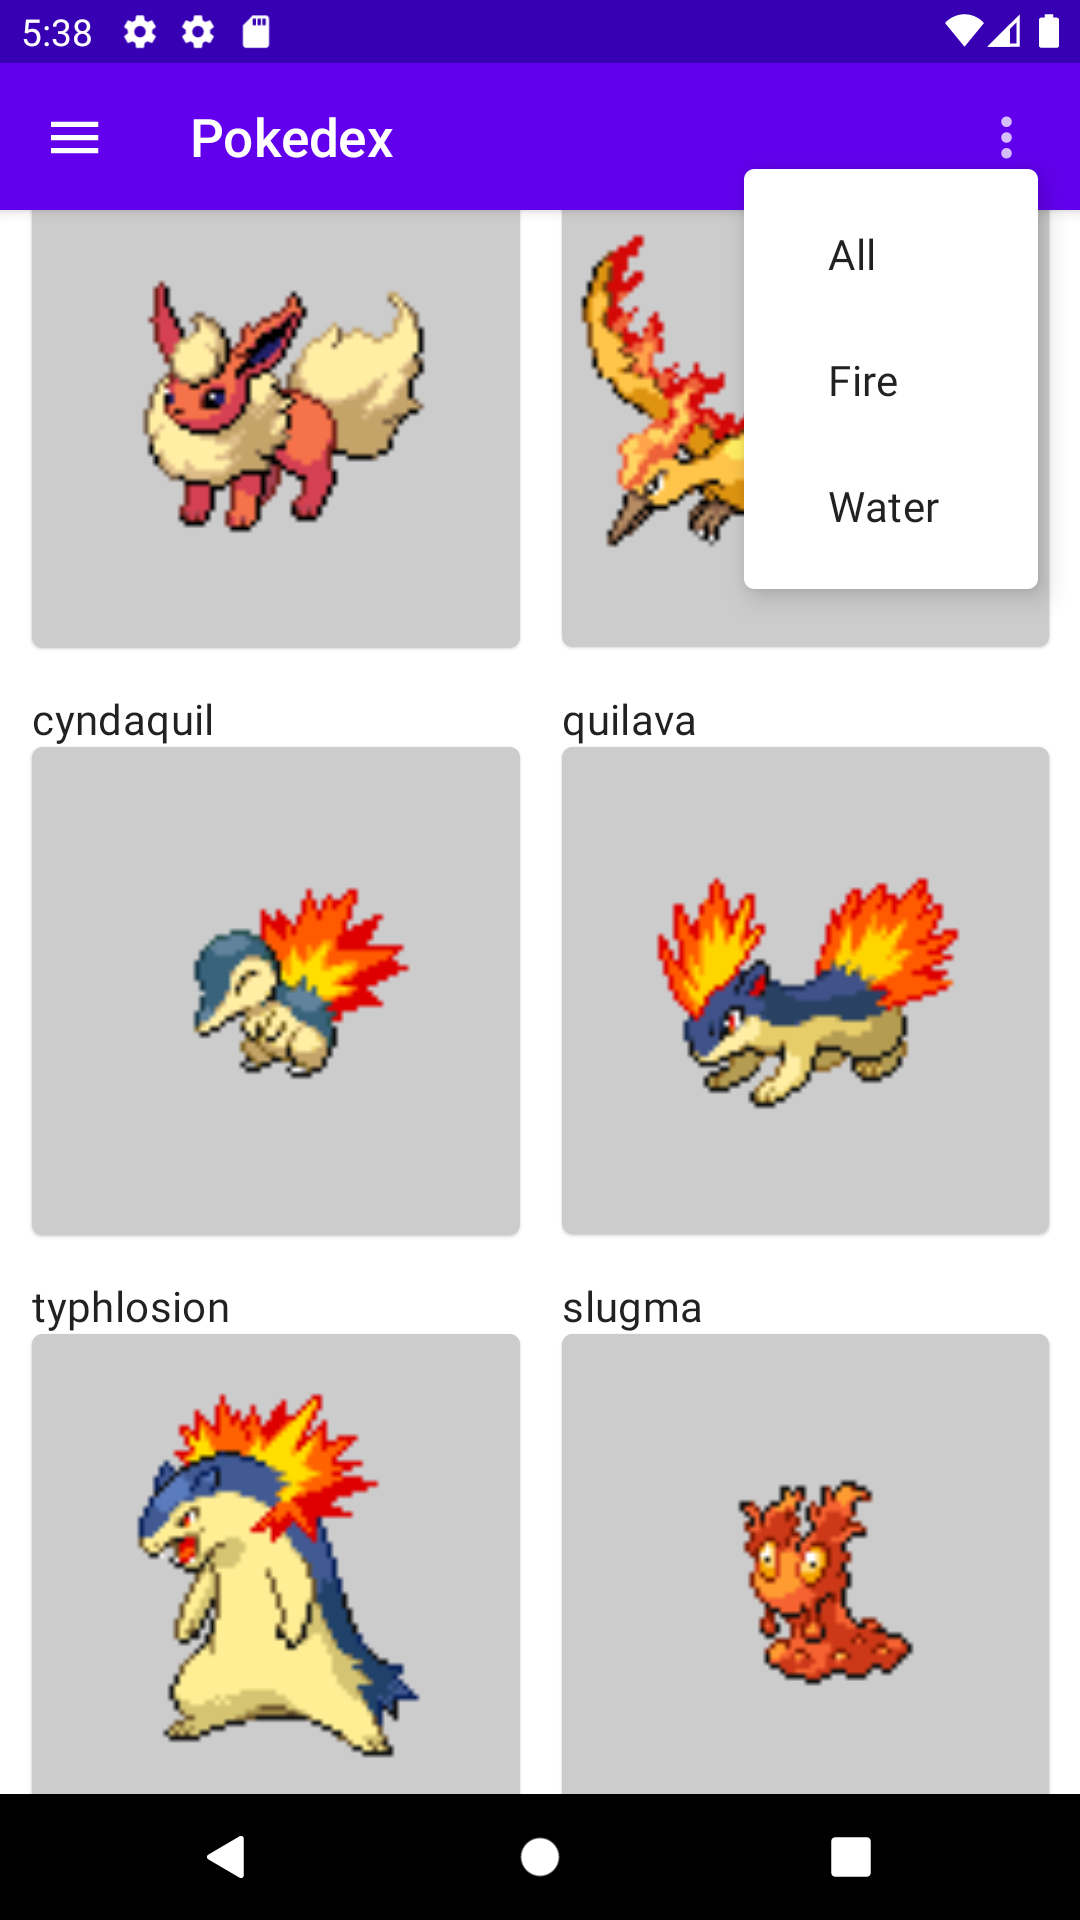 5:38
Pokedex
All
Fire
Water
cyndaquil
quilava
typhlosion
slugma